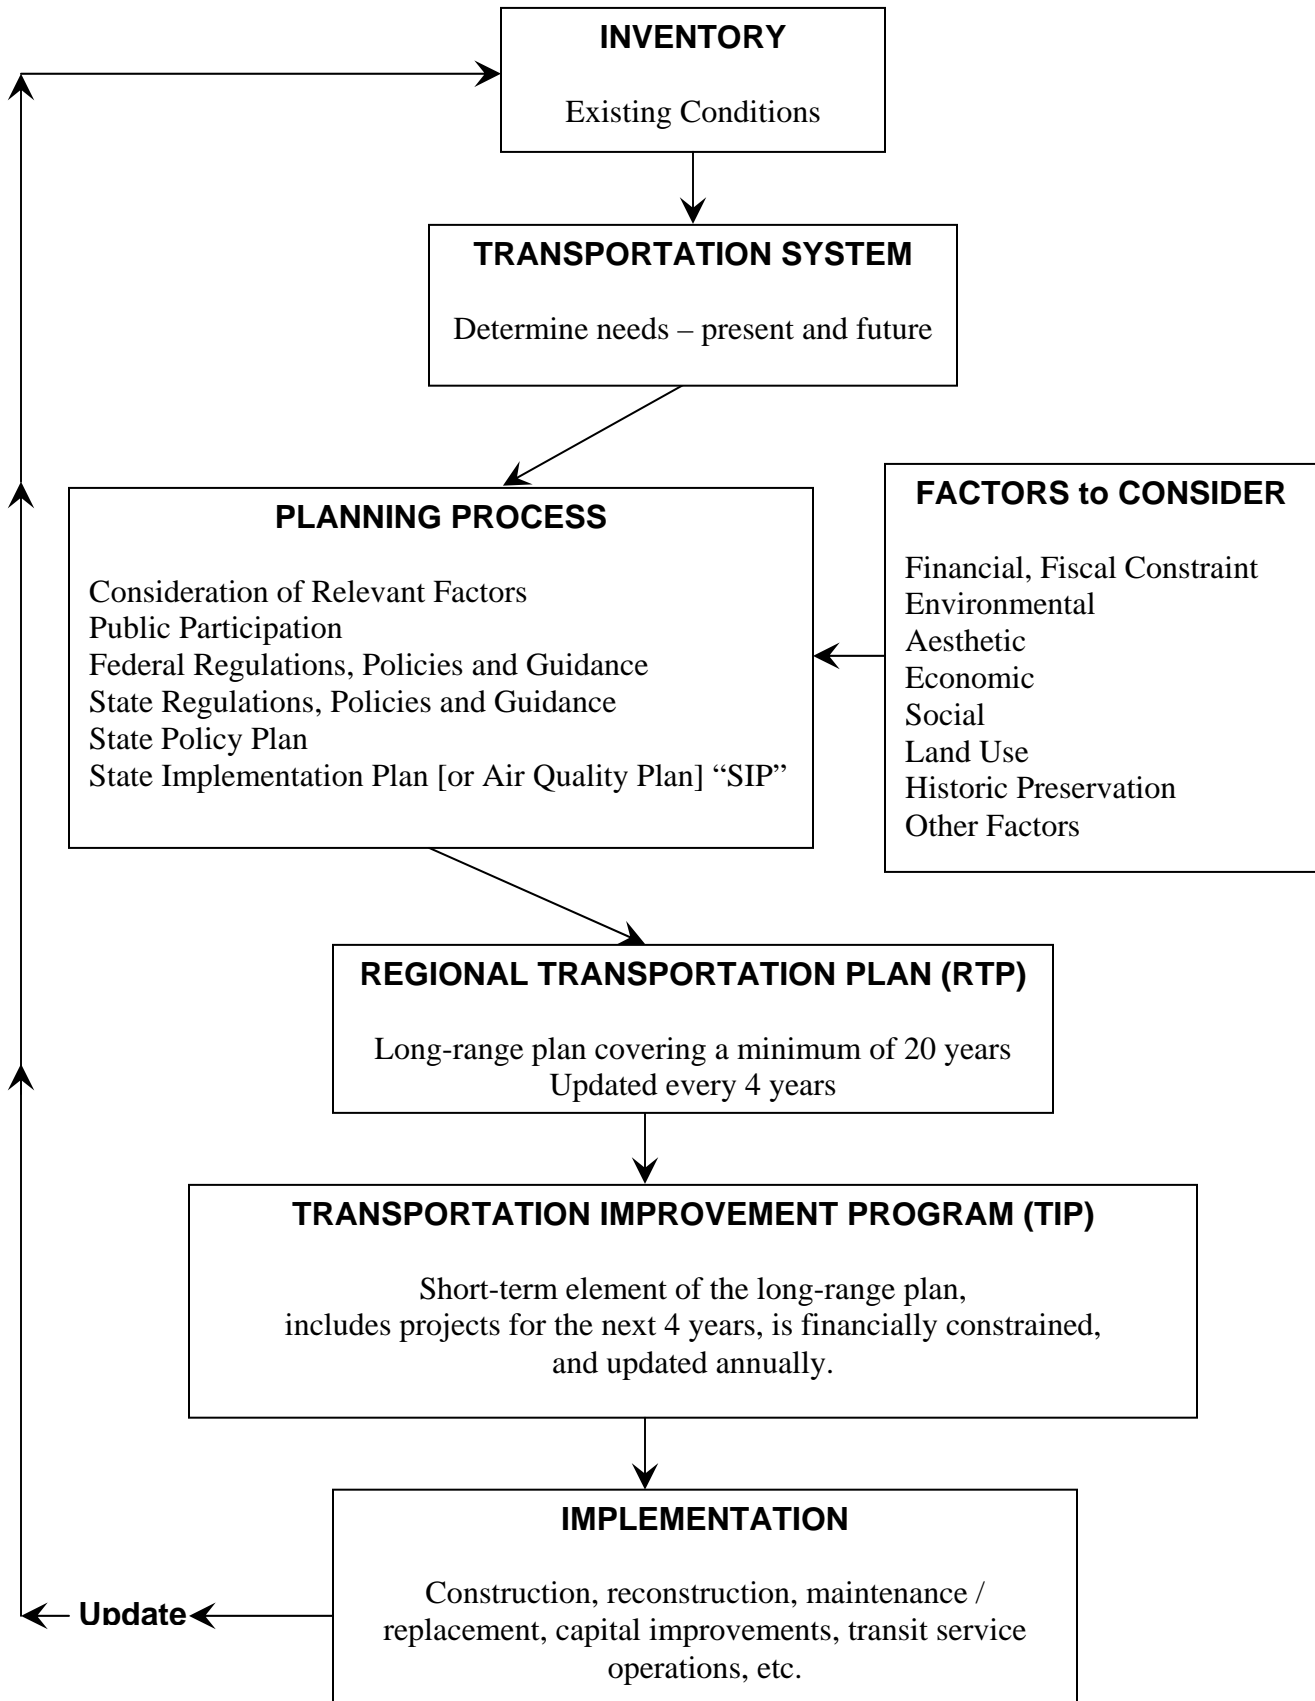 INVENTORY
Existing Conditions
TRANSPORTATION SYSTEM
Determine needs – present and future
PLANNING PROCESS
Consideration of Relevant Factors
Public Participation
Federal Regulations, Policies and Guidance
State Regulations, Policies and Guidance
State Policy Plan
State Implementation Plan [or Air Quality Plan] “SIP”
FACTORS to CONSIDER
Financial, Fiscal Constraint
Environmental
Aesthetic
Economic
Social
Land Use
Historic Preservation
Other Factors
REGIONAL TRANSPORTATION PLAN (RTP)
Long-range plan covering a minimum of 20 years
Updated every 4 years
TRANSPORTATION IMPROVEMENT PROGRAM (TIP)
Short-term element of the long-range plan,
includes projects for the next 4 years, is financially constrained,
and updated annually.
IMPLEMENTATION
Construction, reconstruction, maintenance /
replacement, capital improvements, transit service
operations, etc.
Update